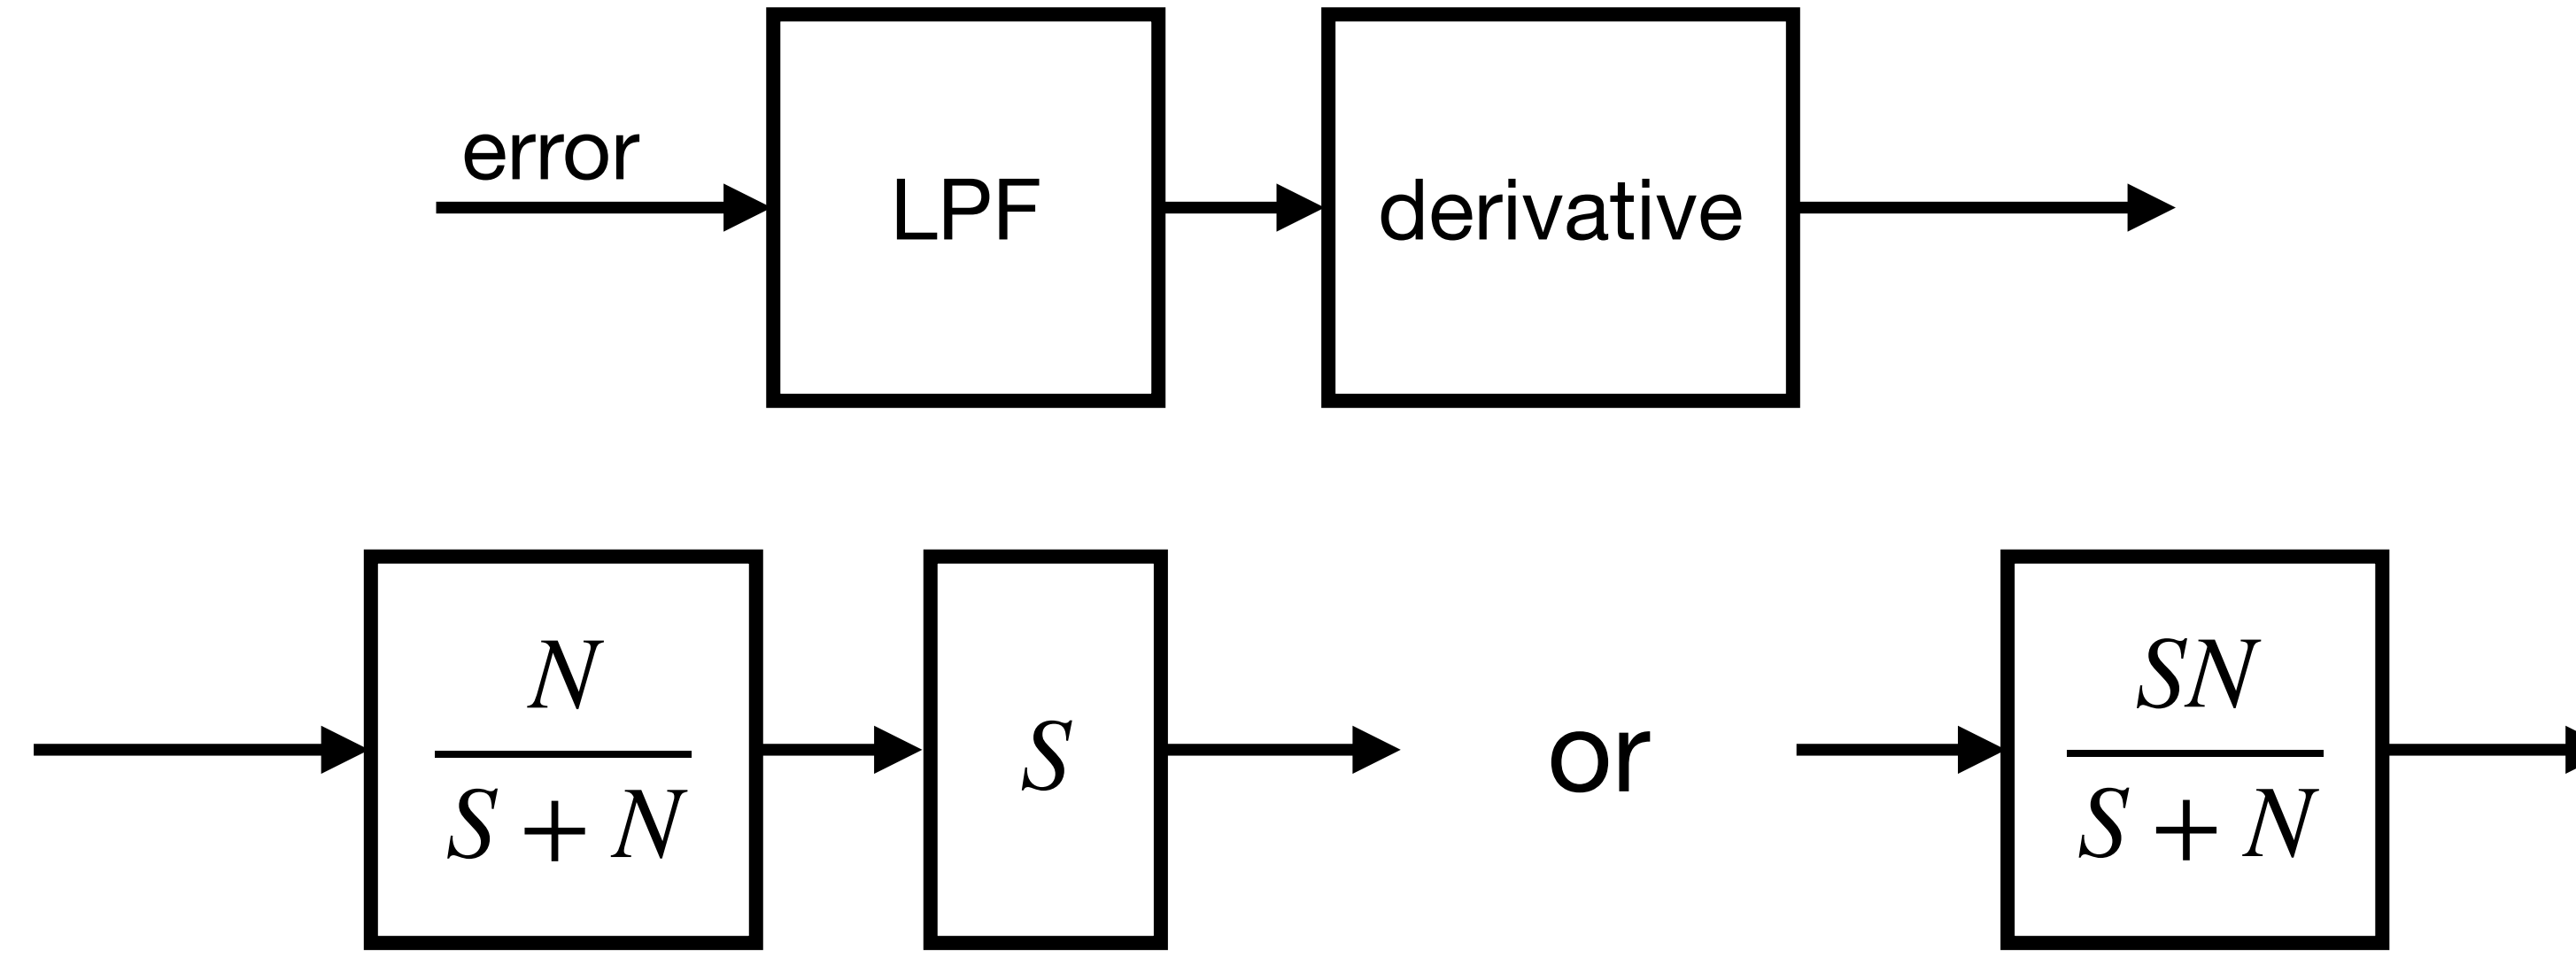 error
LPF
derivative
N
S + N
S
or
SN
S + N